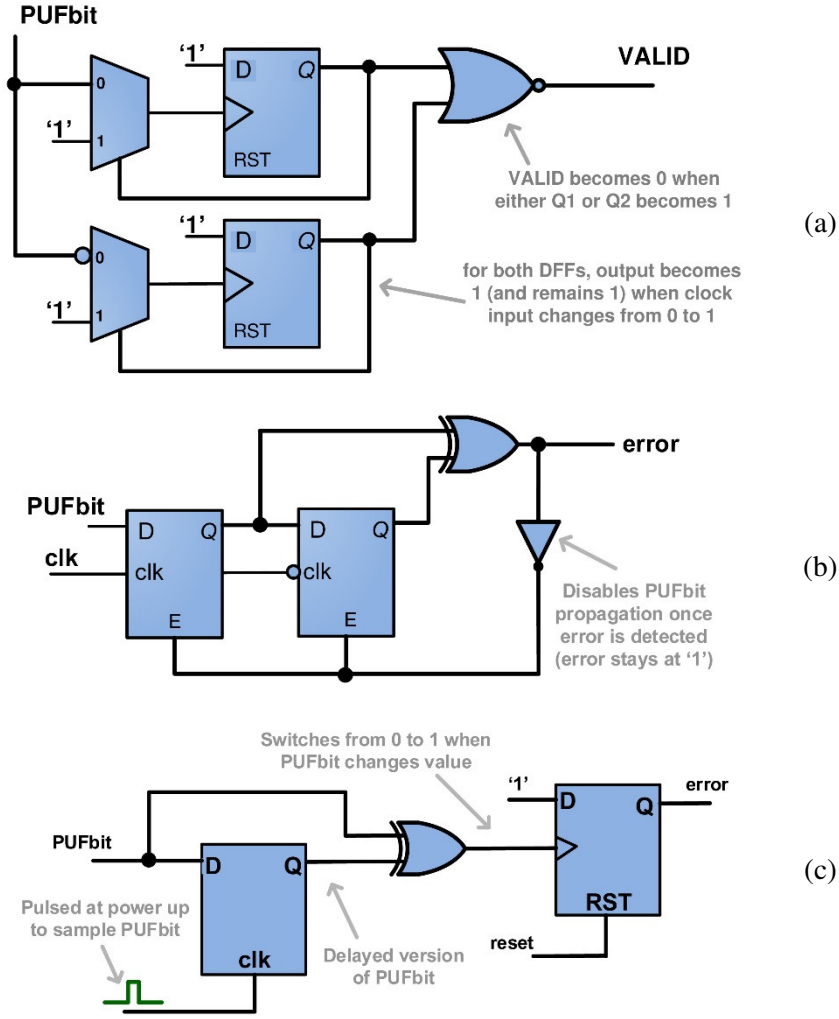 PUFbit
‘1’
D
Q
0
1
‘1’
RST
VALID
VALID becomes 0 when
either Q1 or Q2 becomes 1
(a)
‘1’
D
Q
0
1
‘1’
RST
for both DFFs, output becomes
1 (and remains 1) when clock
input changes from 0 to 1
PUFbit
clk
D
Q
clk
E
D
Q
clk
E
error
(b)
Disables PUFbit
propagation once
error is detected
(error stays at ‘1’)
Switches from 0 to 1 when
PUFbit changes value
‘1’
D
Q
error
PUFbit
D
Q
clk
RST
reset
(c)
Pulsed at power up
to sample PUFbit
Delayed version
of PUFbit